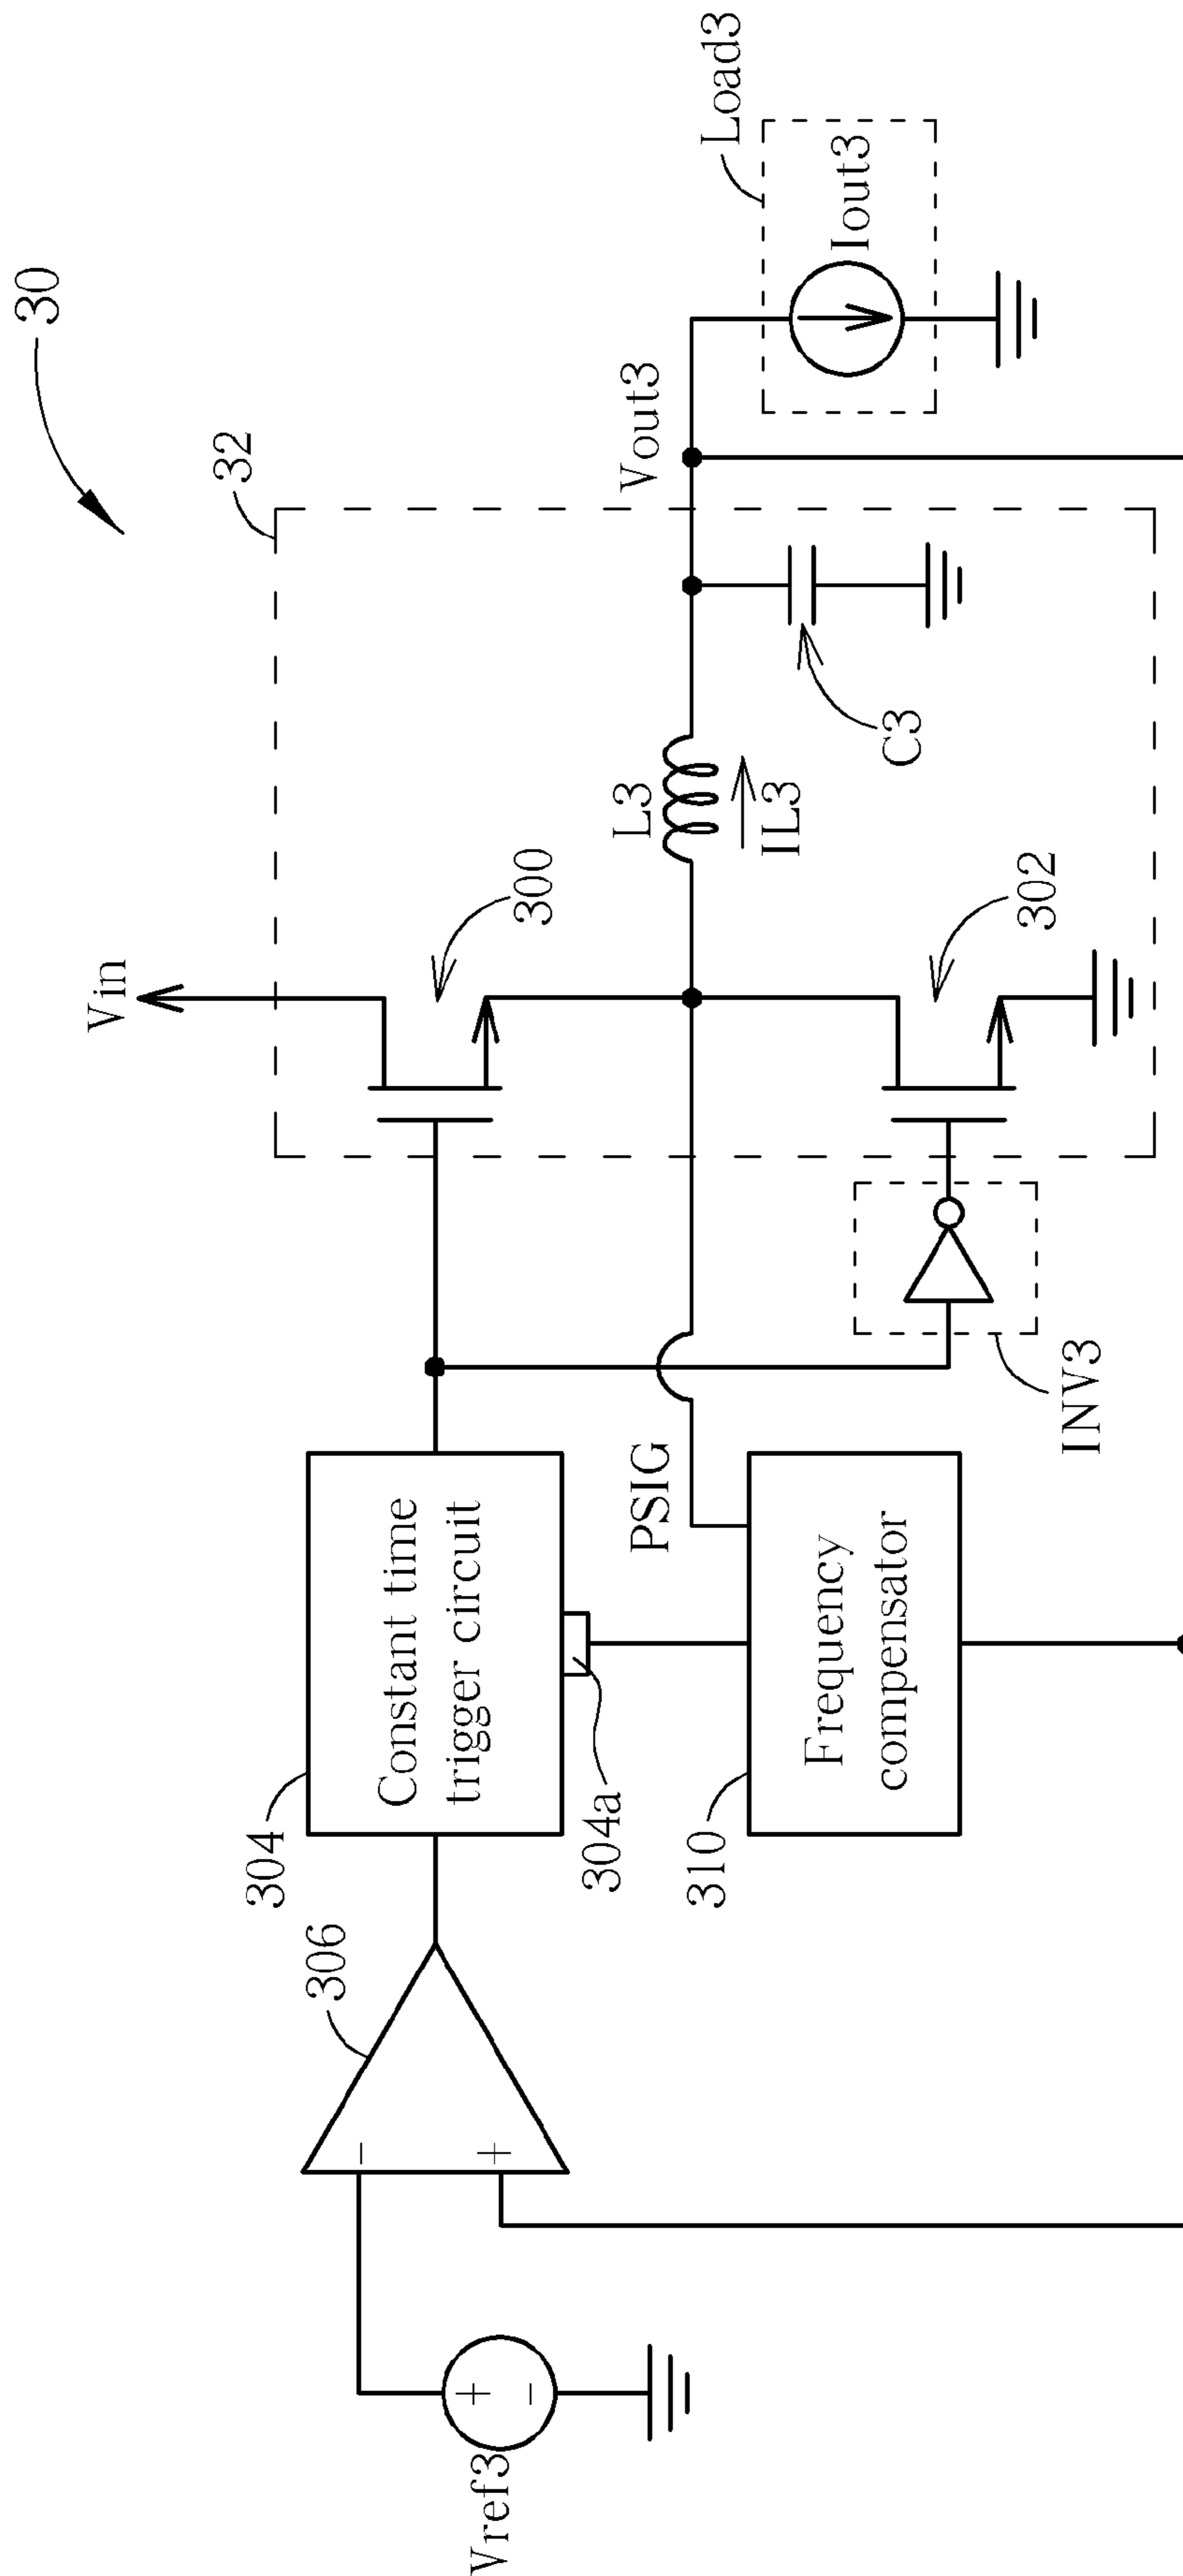 30
Vin
32
300
L3
IL3
Vout3
Load3
Iout3
C3
302
INV3
PSIG
304
Constant time
trigger circuit
304a
306
-
+
310
Frequency
compensator
Vref3
+
-